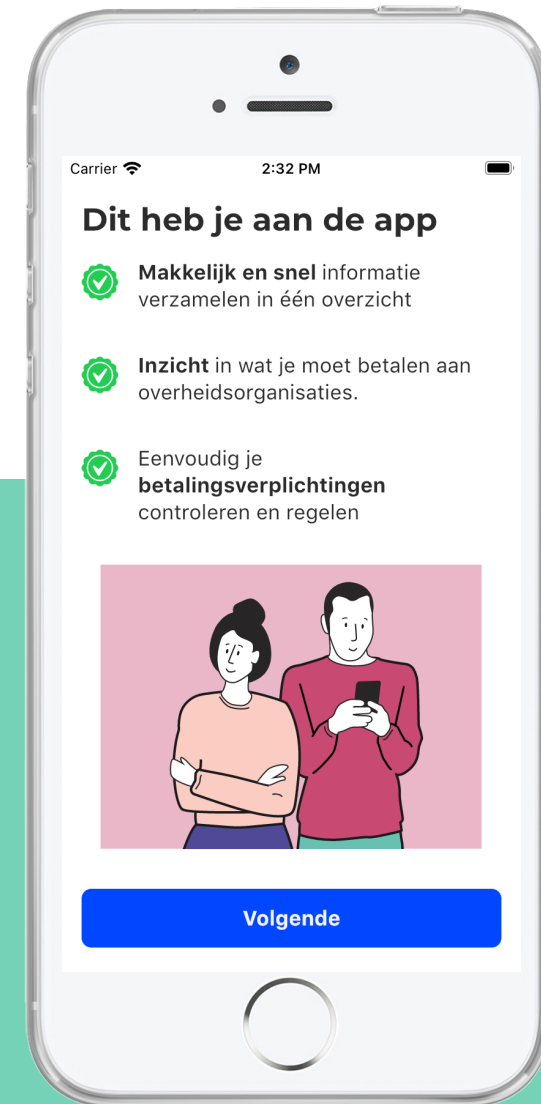 Carrier 2:32 PM
Dit heb je aan de app
Makkelijk en snel informatie
verzamelen in één overzicht
Inzicht in wat je moet betalen aan
overheidsorganisaties.
Eenvoudig je
betalingsverplichtingen
controleren en regelen
Volgende